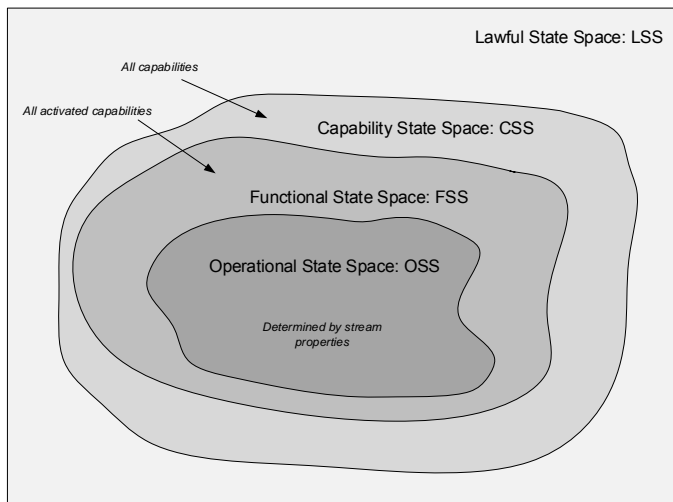 Lawful State Space: LSS
All capabilities
All activated capabilities
Capability State Space: CSS
Functional State Space: FSS
Operational State Space: OSS
Determined by stream
properties